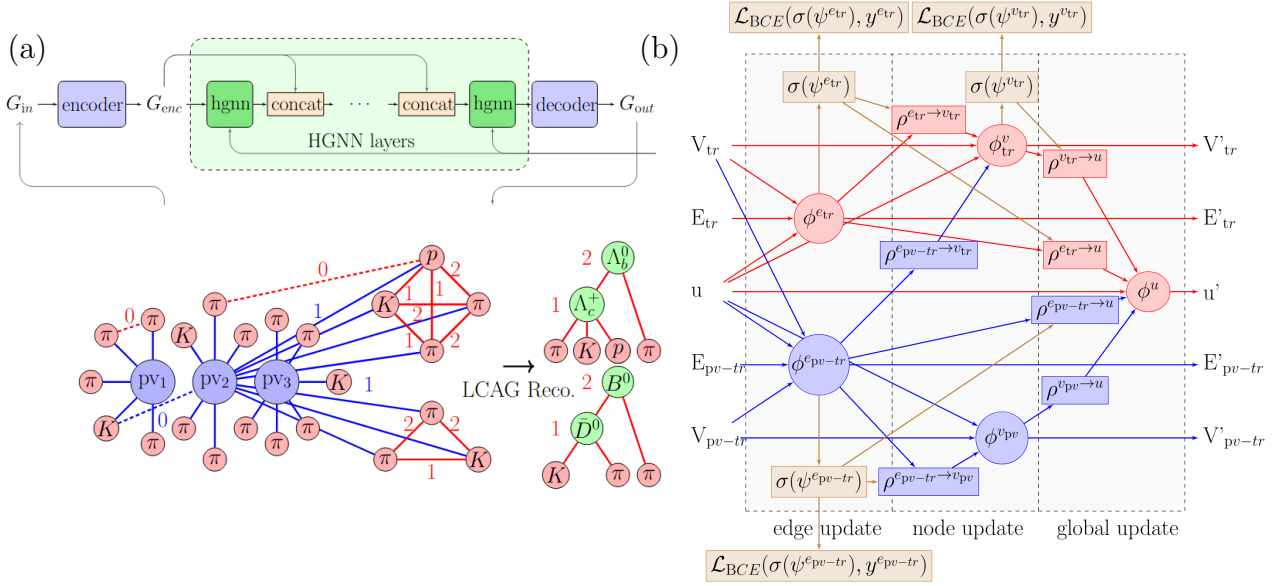 (a)
G_in
encoder
G_enc
hgnn
concat
· · ·
concat
hgnn
decoder
G_out
HGNN layers
0
p
2
2
1
1
K
π
2
1
2
π
0
π
π
π
0
π
1
K
π
π
π
π
pv₁
pv₂
pv₃
K
1
K
0
π
π
π
π
π
π
π
2
2
π
1
K
LCAG Reco.
2
Λ_b^0
1
Λ_c^+
π
K
p
π
2
B^0
1
D̄^0
K
π
π
(b)
𝓛_BCE(σ(ψ^{e_tr}), y^{e_tr})
𝓛_BCE(σ(ψ^{v_tr}), y^{v_tr})
σ(ψ^{e_tr})
σ(ψ^{v_tr})
ρ^{e_tr→v_tr}
V_tr
ϕ^v_tr
ρ^{v_tr→u}
V'_tr
E_tr
ϕ^{e_tr}
E'_tr
ρ^{e_pv−tr→v_tr}
ρ^{e_tr→u}
u
ϕ^u
u'
ρ^{e_pv−tr→u}
E_pv−tr
ϕ^{e_pv−tr}
E'_pv−tr
ρ^{v_pv→u}
V_pv−tr
ϕ^{v_pv}
V'_pv−tr
σ(ψ^{e_pv−tr})
ρ^{e_pv−tr→v_pv}
edge update
node update
global update
𝓛_BCE(σ(ψ^{e_pv−tr}), y^{e_pv−tr})